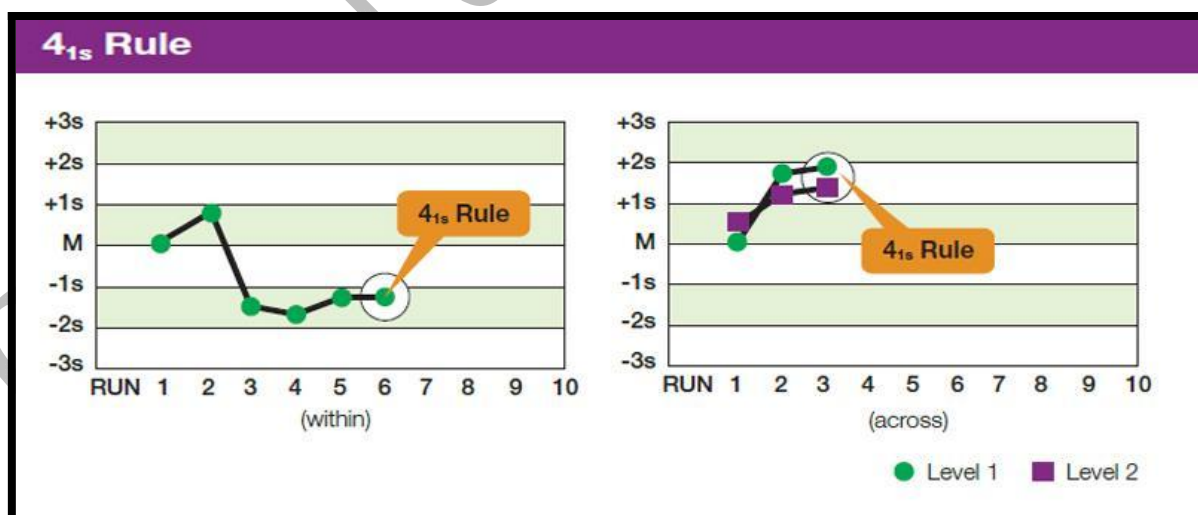 4₁ₛ Rule
+3s
+2s
+1s
M
-1s
-2s
-3s
4₁ₛ Rule
RUN 1 2 3 4 5 6 7 8 9 10
(within)
+3s
+2s
+1s
M
-1s
-2s
-3s
4₁ₛ Rule
RUN 1 2 3 4 5 6 7 8 9 10
(across)
Level 1 Level 2